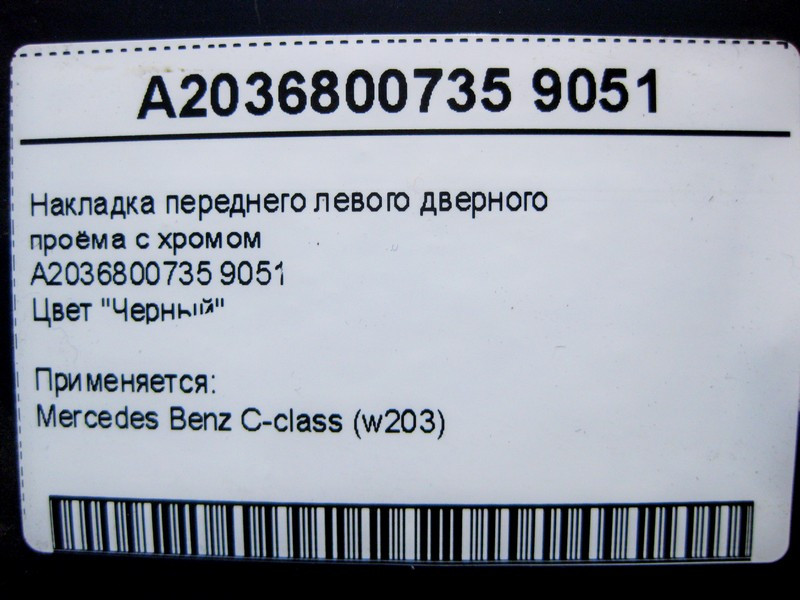 A2036800735 9051
Накладка переднего левого дверного
проёма с хромом
A2036800735 9051
Цвет "Черный"
Применяется:
Mercedes Benz C-class (w203)